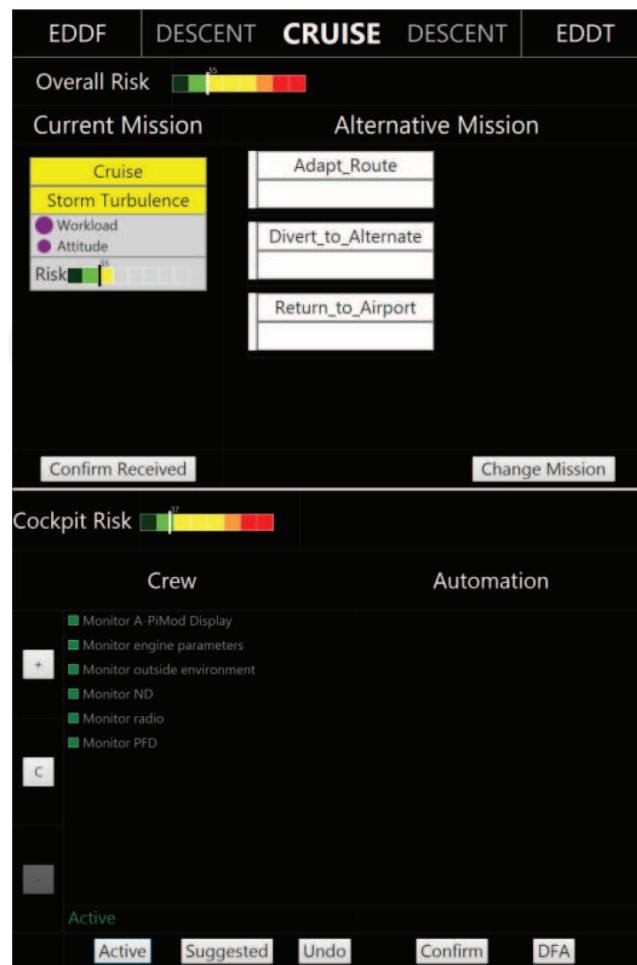 EDDF DESCENT CRUISE DESCENT EDDT
Overall Risk 55
Current Mission Alternative Mission
Cruise Adapt_Route
Storm Turbulence
Workload
Attitude Divert_to_Alternate
Risk 55
Return_to_Airport
Confirm Received Change Mission
Cockpit Risk 37
Crew Automation
Monitor A-PiMod Display
Monitor engine parameters
+ Monitor outside environment
Monitor ND
Monitor radio
Monitor PFD
C
-
Active
Active Suggested Undo Confirm DFA